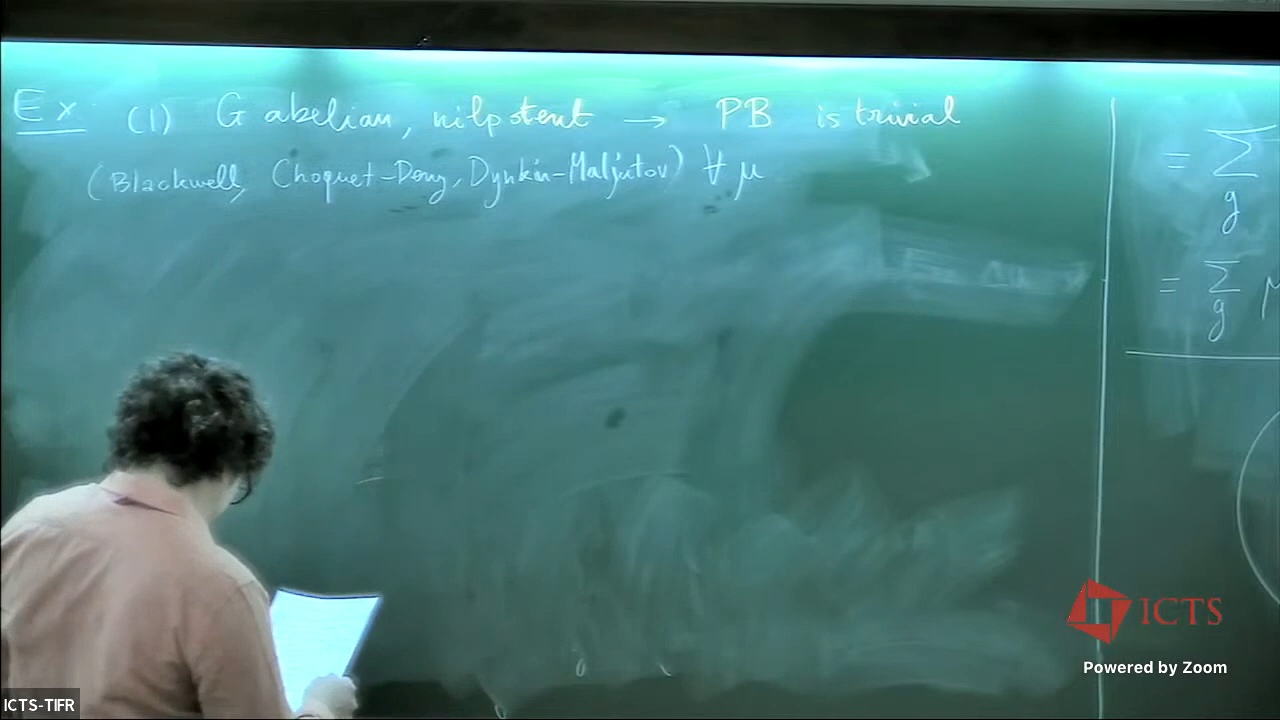 Ex. (1) G abelian, nilpotent → PB is trivial
(Blackwell, Choquet-Deny, Dynkin-Maljutov) ∀ μ
= Σ
g
= Σ μ
g
ICTS
Powered by Zoom
ICTS-TIFR